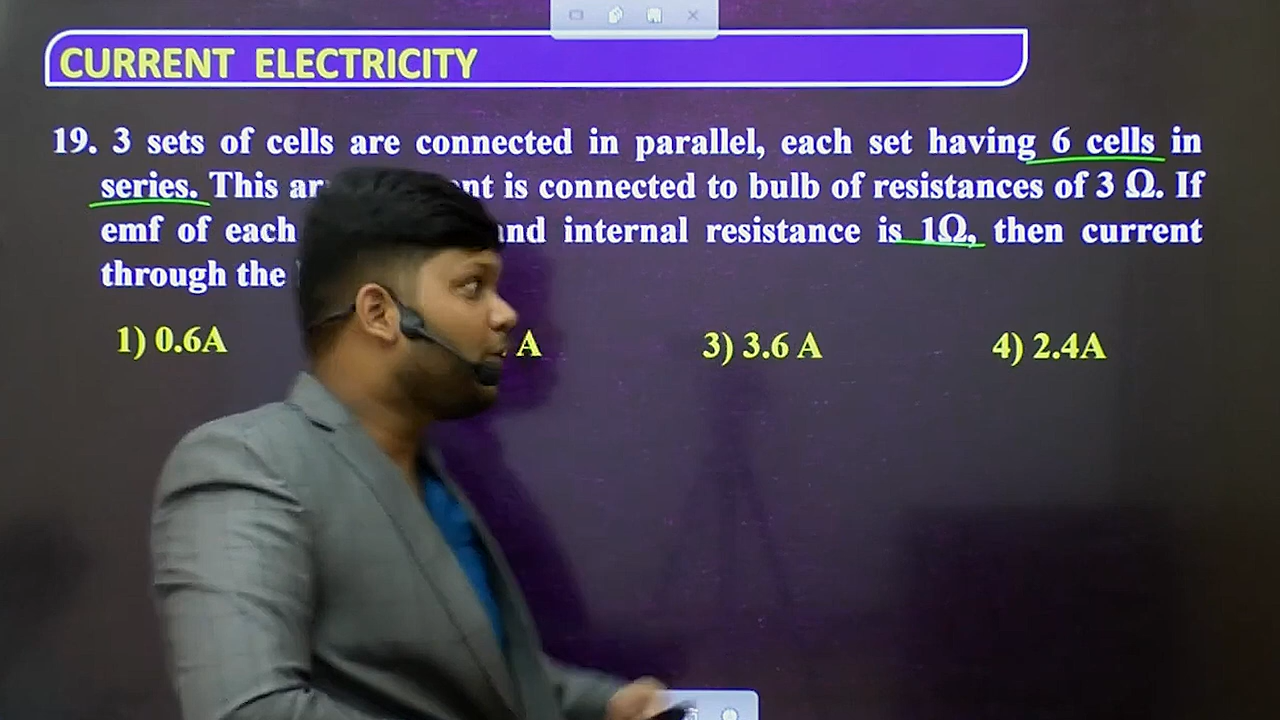 CURRENT ELECTRICITY
19. 3 sets of cells are connected in parallel, each set having 6 cells in
series. This is connected to bulb of resistances of 3 Ω. If
emf of each internal resistance is 1Ω, then current
through the
1) 0.6A A 3) 3.6 A 4) 2.4A